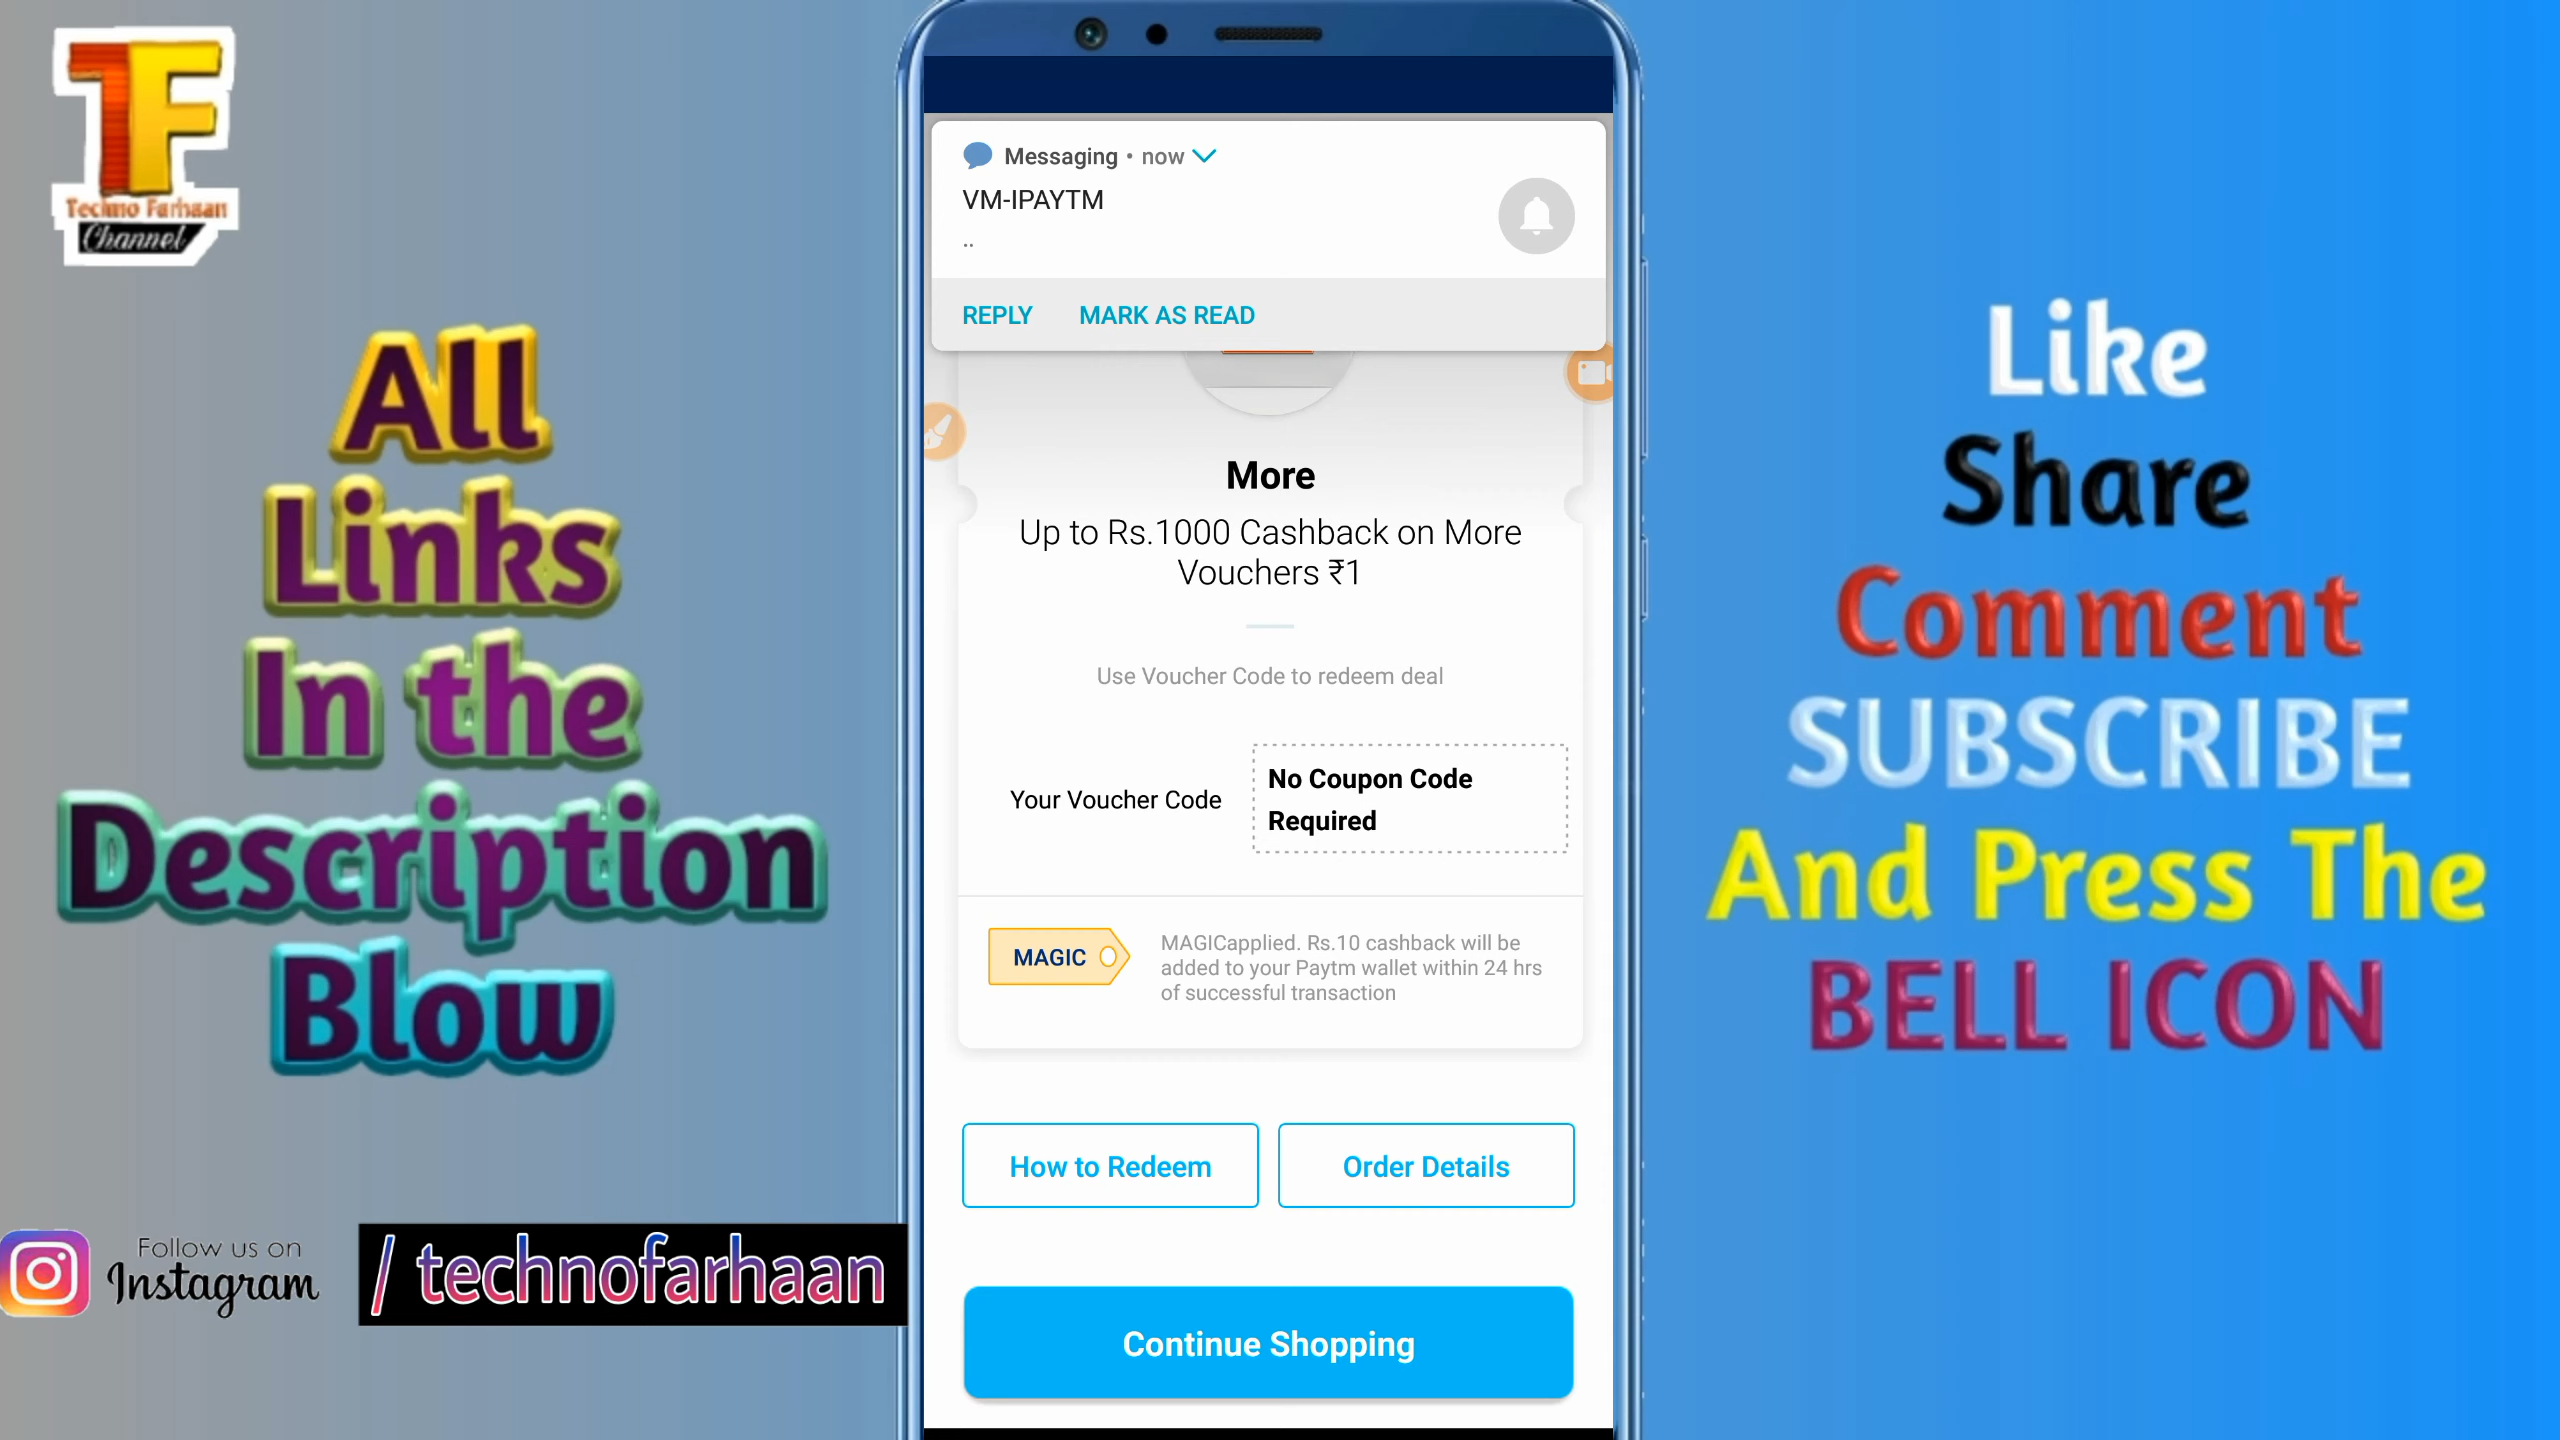 TF
Techno Farhaan
Channel
All
Links
In the
Description
Blow
Follow us on
Instagram
/ technofarhaan
Messaging • now
VM-IPAYTM
..
REPLY MARK AS READ
More
Up to Rs.1000 Cashback on More
Vouchers ₹1
Use Voucher Code to redeem deal
Your Voucher Code
No Coupon Code
Required
MAGIC
MAGICapplied. Rs.10 cashback will be
added to your Paytm wallet within 24 hrs
of successful transaction
How to Redeem
Order Details
Continue Shopping
Like
Share
Comment
SUBSCRIBE
And Press The
BELL ICON